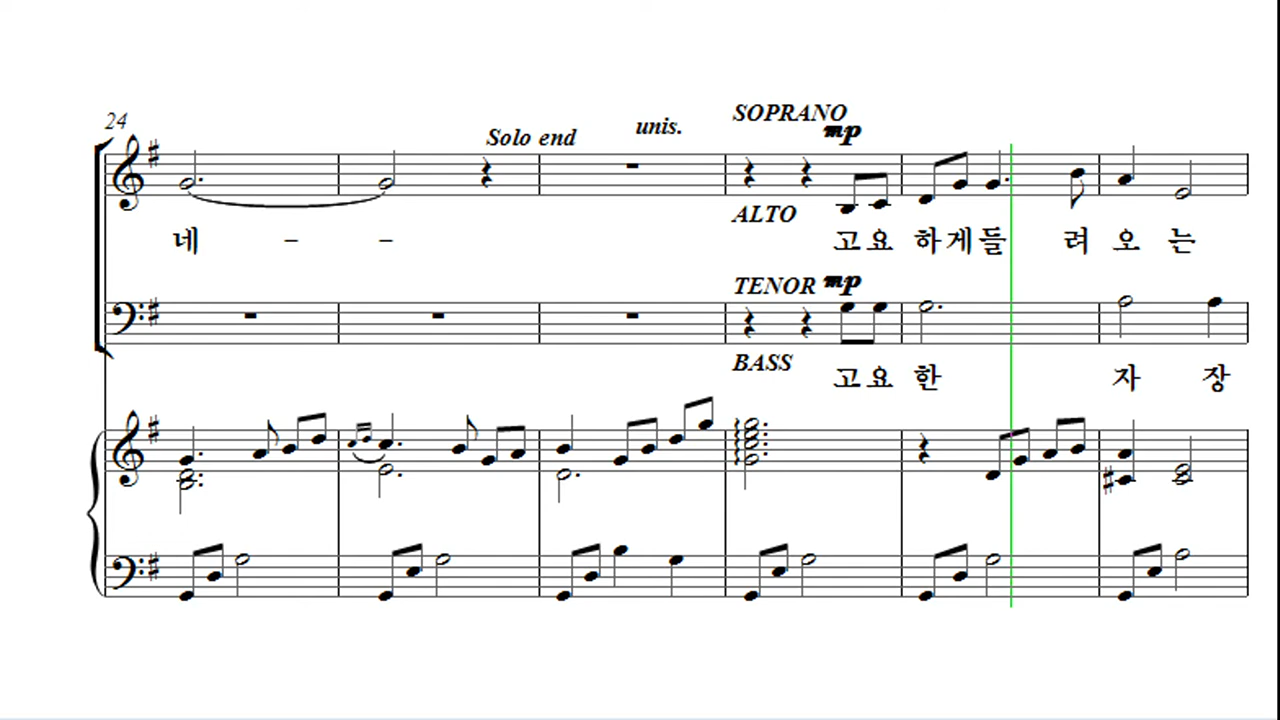 24
Solo end unis. SOPRANO
mp
ALTO
네 - - 고요 하게들 려 오 는
TENOR mp
BASS
고요 한 자 장